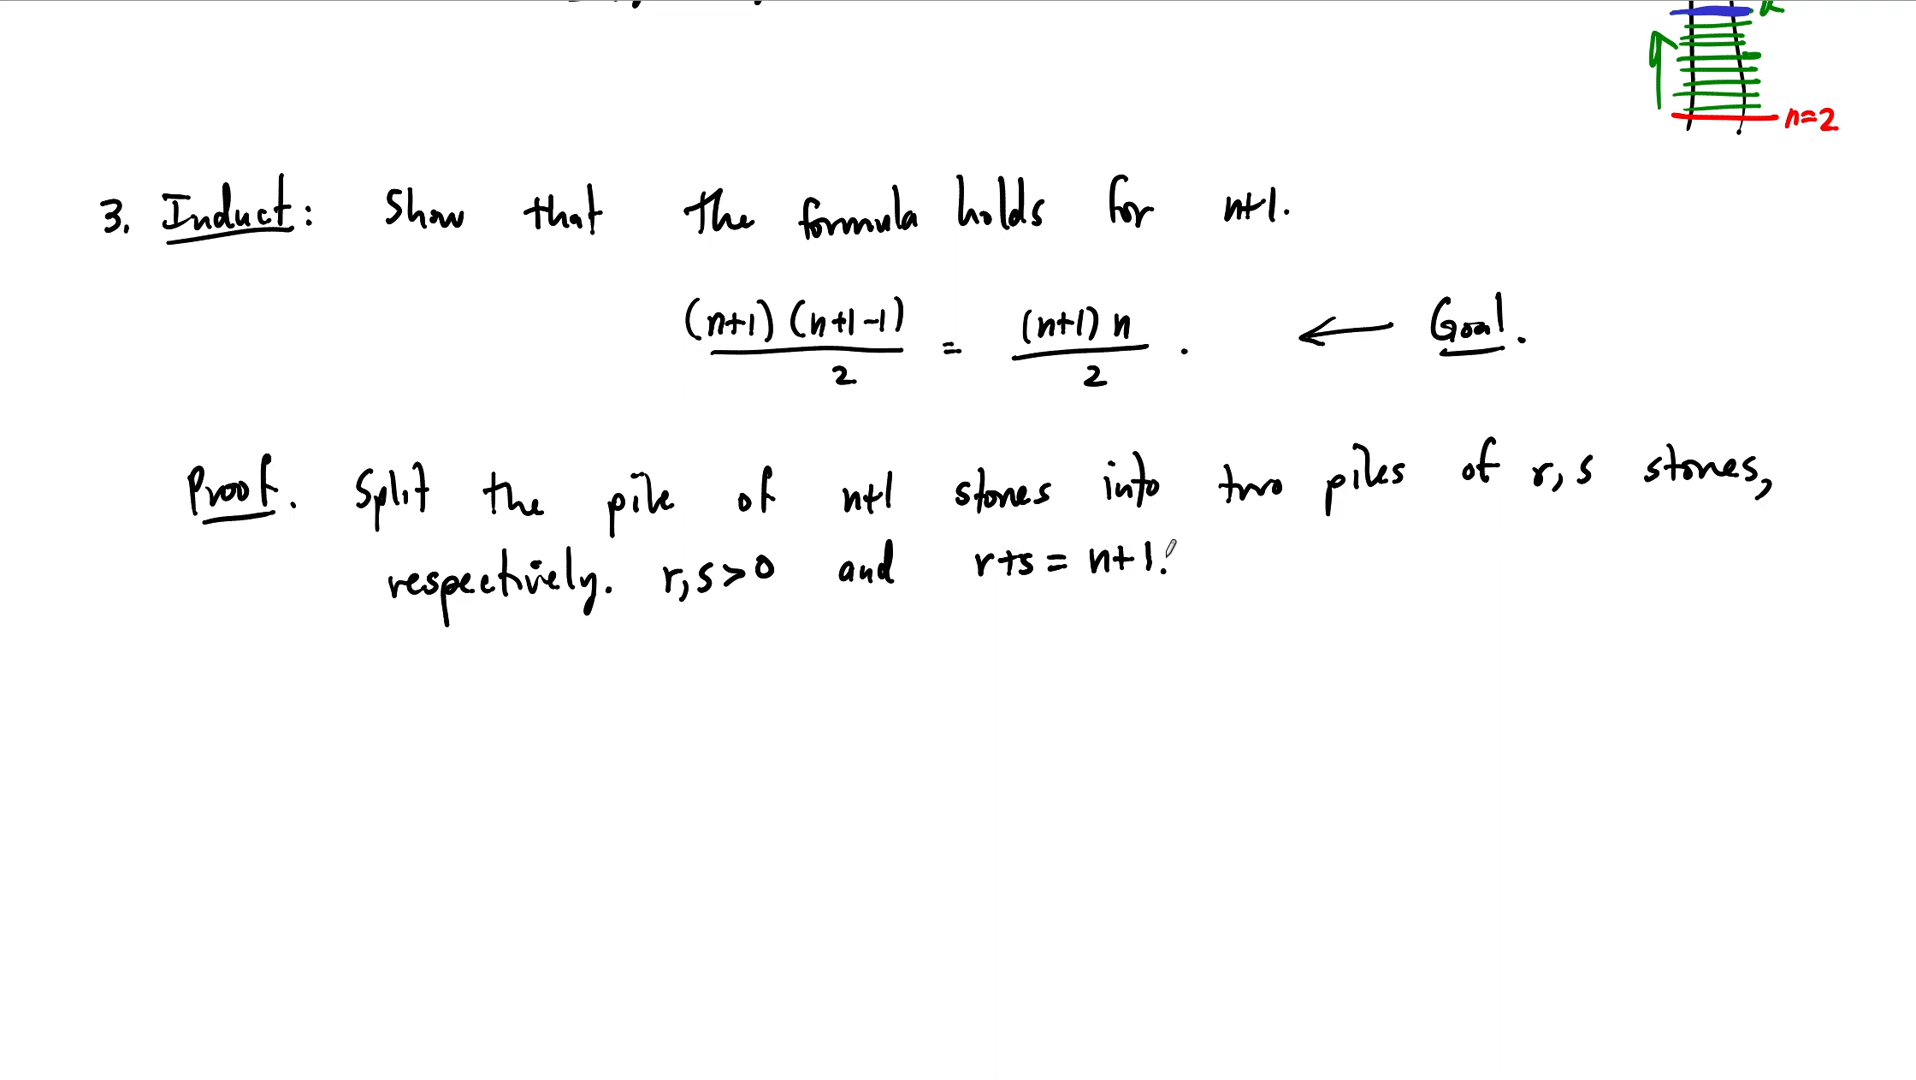 n=2
3. Induct: Show that the formula holds for n+1.
(n+1)(n+1-1)/2 = (n+1)n/2 . ← Goal.
Proof. Split the pile of n+1 stones into two piles of r,s stones,
respectively. r,s>0 and r+s = n+1.